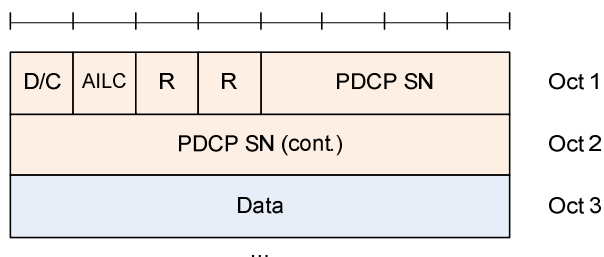 D/C AILC R R PDCP SN Oct 1
PDCP SN (cont.) Oct 2
Data Oct 3
...